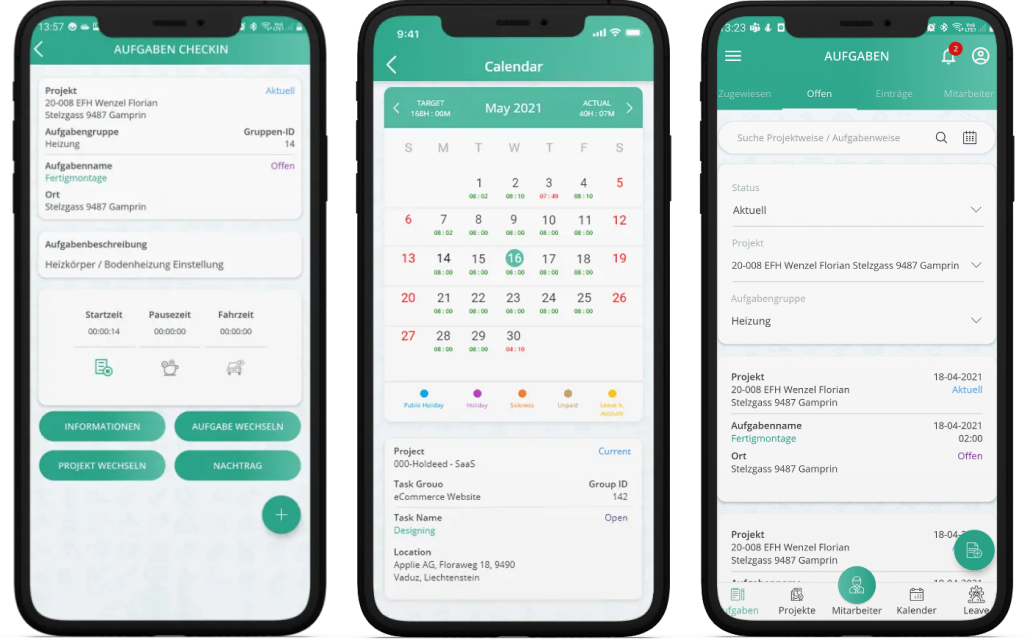 13:57
AUFGABEN CHECKIN
Projekt Aktuell
20-008 EFH Wenzel Florian
Stelzgass 9487 Gamprin
Aufgabengruppe Gruppen-ID
Heizung 14
Aufgabenname Offen
Fertigmontage
Ort
Stelzgass 9487 Gamprin
Aufgabenbeschreibung
Heizkörper / Bodenheizung Einstellung
Startzeit Pausezeit Fahrzeit
00:00:14 00:00:00 00:00:00
INFORMATIONEN AUFGABE WECHSELN
PROJEKT WECHSELN NACHTRAG
9:41
Calendar
TARGET May 2021 ACTUAL
168H : 00M 40H : 07M
S M T W T F S
1 2 3 4 5
08 : 02 08 : 10 07 : 49 08 : 10
6 7 8 9 10 11 12
08 : 02 08 : 00 08 : 00 08 : 00 08 : 00
13 14 15 16 17 18 19
08 : 00 08 : 00 08 : 00 08 : 00 08 : 00
20 21 22 23 24 25 26
08 : 00 08 : 00 08 : 00 08 : 00 08 : 00
27 28 29 30
08 : 00 08 : 00 04 : 10
Public Holiday Holiday Sickness Unpaid Leave In
Account
Project Current
000-Holdeed - SaaS
Task Grouo Group ID
eCommerce Website 142
Task Name Open
Designing
Location
Applie AG, Floraweg 18, 9490
Vaduz, Liechtenstein
3:23
AUFGABEN 2
Zugewiesen Offen Einträge Mitarbeiter
Suche Projektweise / Aufgabenweise
Status
Aktuell
Projekt
20-008 EFH Wenzel Florian Stelzgass 9487 Gamprin
Aufgabengruppe
Heizung
Projekt 18-04-2021
20-008 EFH Wenzel Florian Aktuell
Stelzgass 9487 Gamprin
Aufgabenname 18-04-2021
Fertigmontage 02:00
Ort Offen
Stelzgass 9487 Gamprin
Projekt 18-04-2
20-008 EFH Wenzel Florian
Stelzgass 9487 Gamprin
ufgaben Projekte Mitarbeiter Kalender Leave